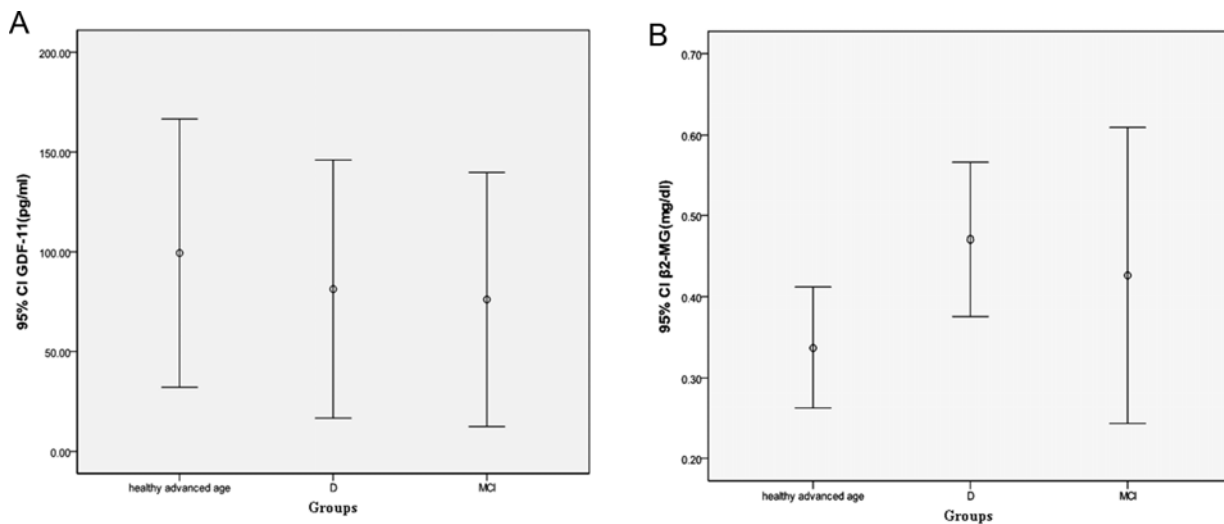 A
200.00
150.00
100.00
50.00
0.00
95% CI GDF-11(pg/ml)
healthy advanced age D MCI
Groups
B
0.70
0.60
0.50
0.40
0.30
0.20
95% CI β2-MG(mg/dl)
healthy advanced age D MCI
Groups